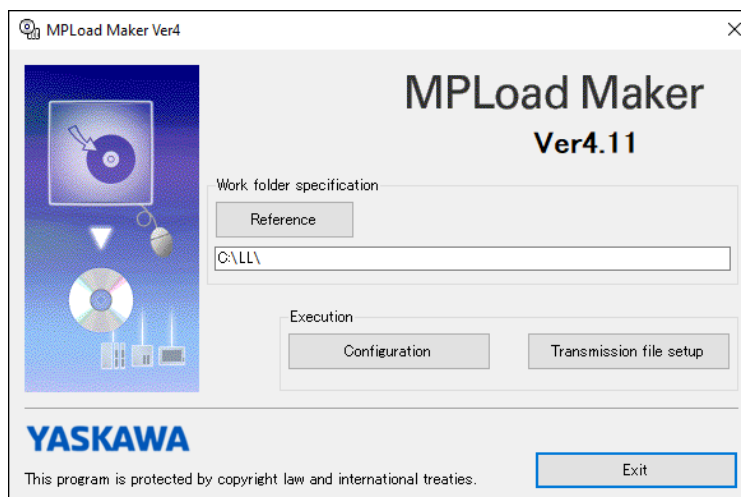 MPLoad Maker Ver4
MPLoad Maker
Ver4.11
Work folder specification
Reference
C:\LL\
Execution
Configuration
Transmission file setup
YASKAWA
This program is protected by copyright law and international treaties.
Exit